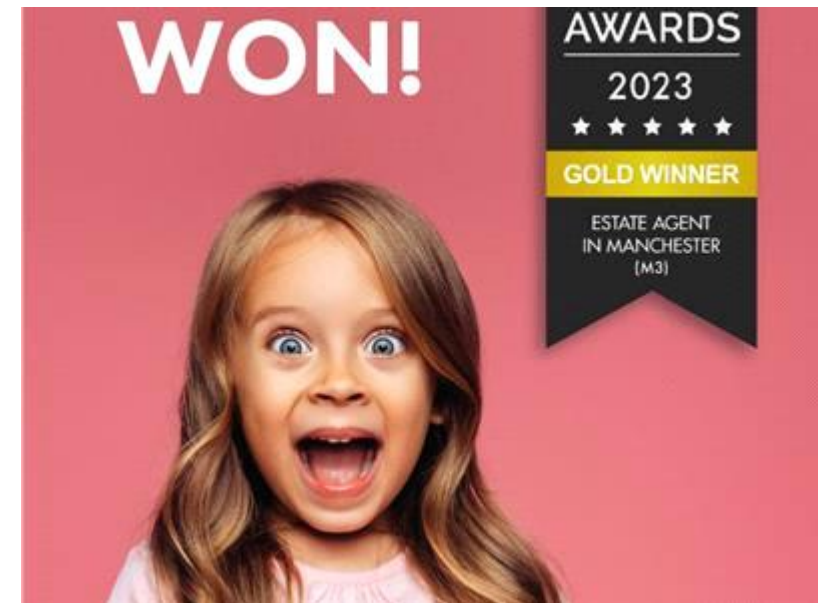 WON!
AWARDS
2023
GOLD WINNER
ESTATE AGENT
IN MANCHESTER
(M3)